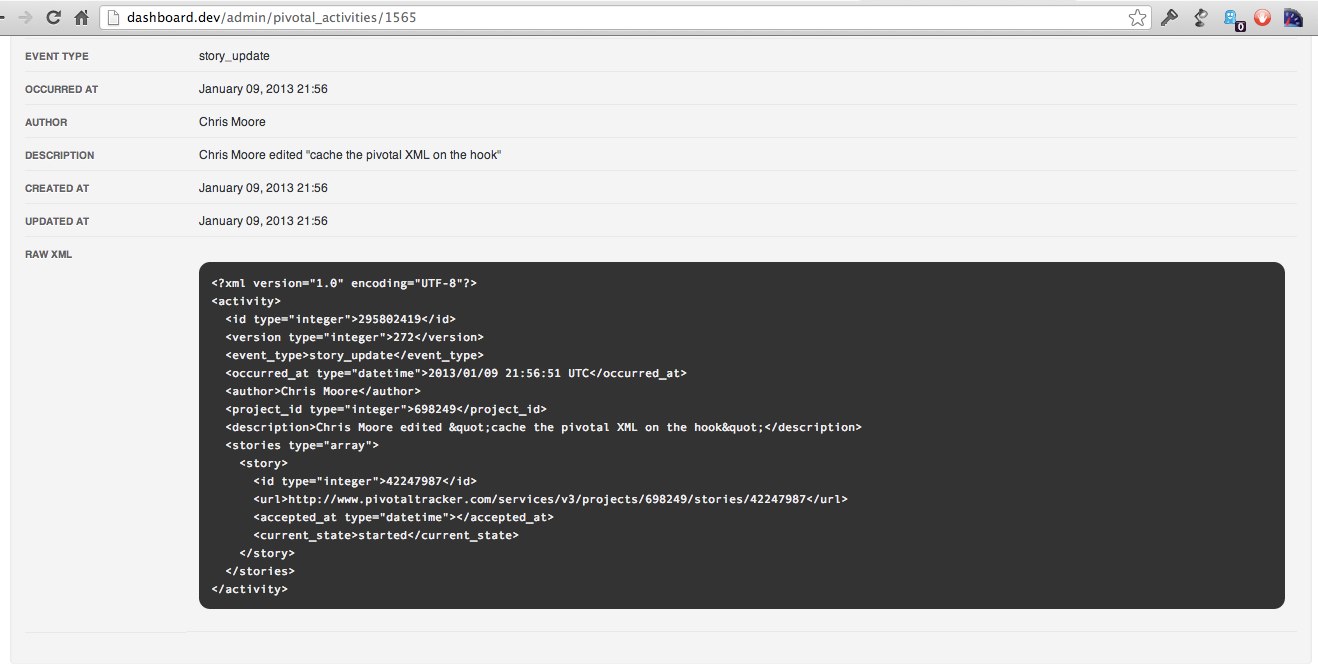 dashboard.dev/admin/pivotal_activities/1565
0
EVENT TYPE story_update
OCCURRED AT January 09, 2013 21:56
AUTHOR Chris Moore
DESCRIPTION Chris Moore edited "cache the pivotal XML on the hook"
CREATED AT January 09, 2013 21:56
UPDATED AT January 09, 2013 21:56
RAW XML
<?xml version="1.0" encoding="UTF-8"?>
<activity>
  <id type="integer">295802419</id>
  <version type="integer">272</version>
  <event_type>story_update</event_type>
  <occurred_at type="datetime">2013/01/09 21:56:51 UTC</occurred_at>
  <author>Chris Moore</author>
  <project_id type="integer">698249</project_id>
  <description>Chris Moore edited &quot;cache the pivotal XML on the hook&quot;</description>
  <stories type="array">
    <story>
      <id type="integer">42247987</id>
      <url>http://www.pivotaltracker.com/services/v3/projects/698249/stories/42247987</url>
      <accepted_at type="datetime"></accepted_at>
      <current_state>started</current_state>
    </story>
  </stories>
</activity>